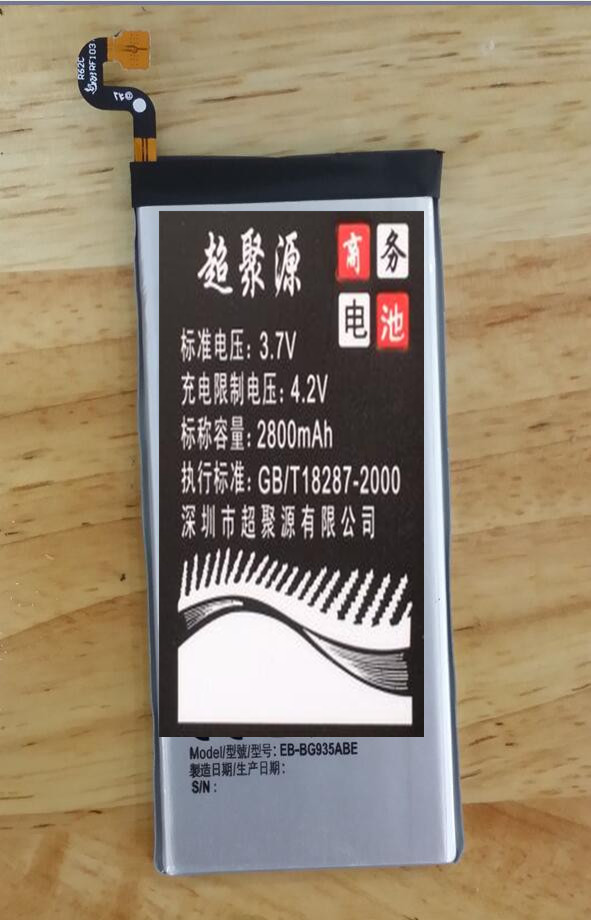 R62C
RF103
超聚源
商务
电池
标准电压: 3.7V
充电限制电压: 4.2V
标称容量: 2800mAh
执行标准: GB/T18287-2000
深圳市超聚源有限公司
Model/型號/型号: EB-BG935ABE
製造日期/生产日期:
S/N :